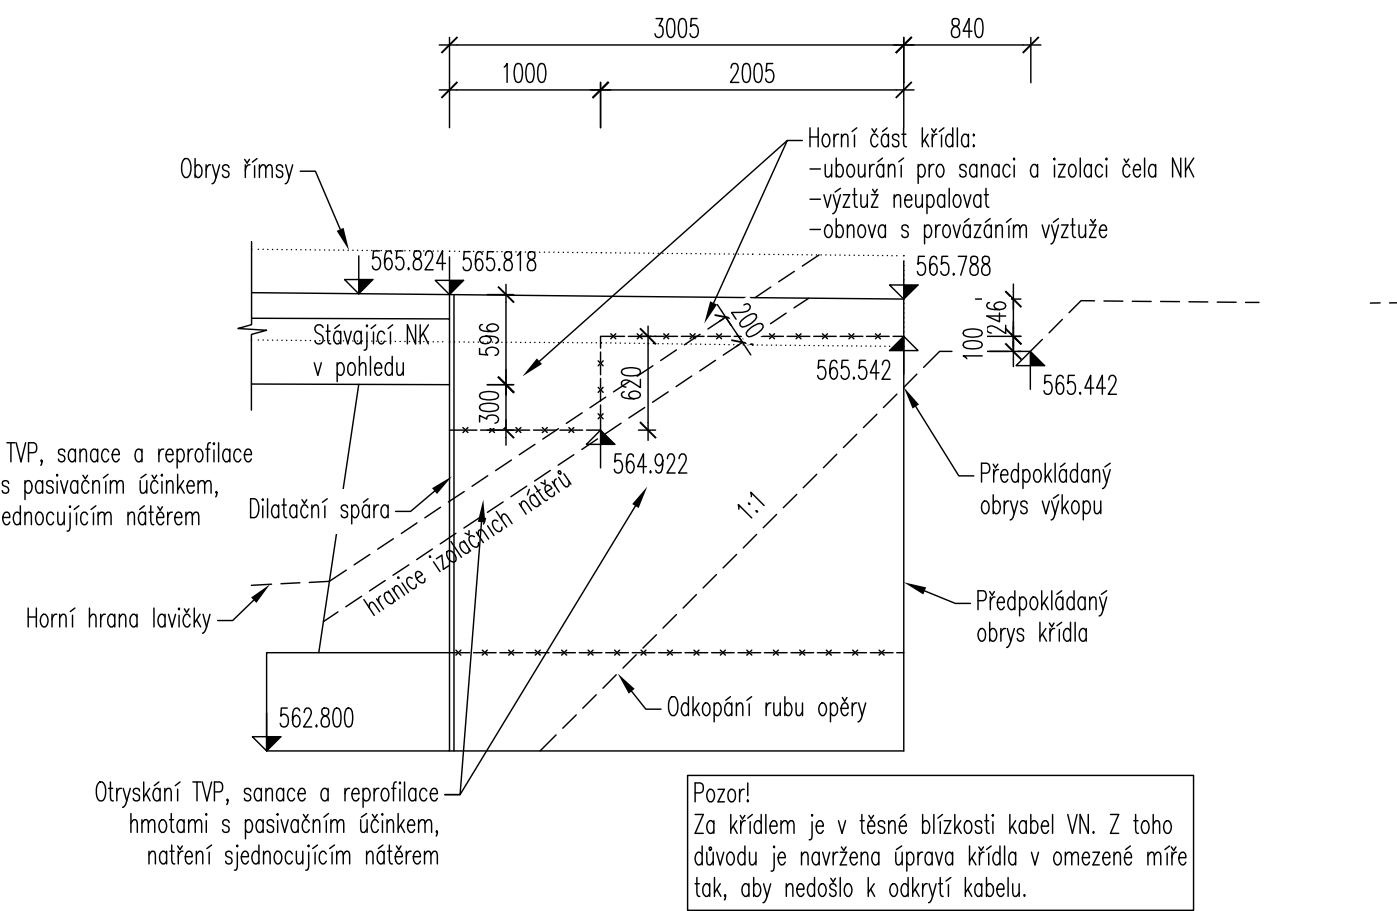 3005
840
1000
2005
Horní část křídla:
-ubourání pro sanaci a izolaci čela NK
-výztuž neupalovat
-obnova s provázáním výztuže
Obrys římsy
565.824
565.818
565.788
Stávající NK
v pohledu
596
300
620
200
246
100
565.542
565.442
564.922
TVP, sanace a reprofilace
s pasivačním účinkem,
ednocujícím nátěrem
Dilatační spára
hranice izolačních nátěrů
1:1
Předpokládaný
obrys výkopu
Horní hrana lavičky
Předpokládaný
obrys křídla
562.800
Odkopání rubu opěry
Otryskání TVP, sanace a reprofilace
hmotami s pasivačním účinkem,
natření sjednocujícím nátěrem
Pozor!
Za křídlem je v těsné blízkosti kabel VN. Z toho
důvodu je navržena úprava křídla v omezené míře
tak, aby nedošlo k odkrytí kabelu.